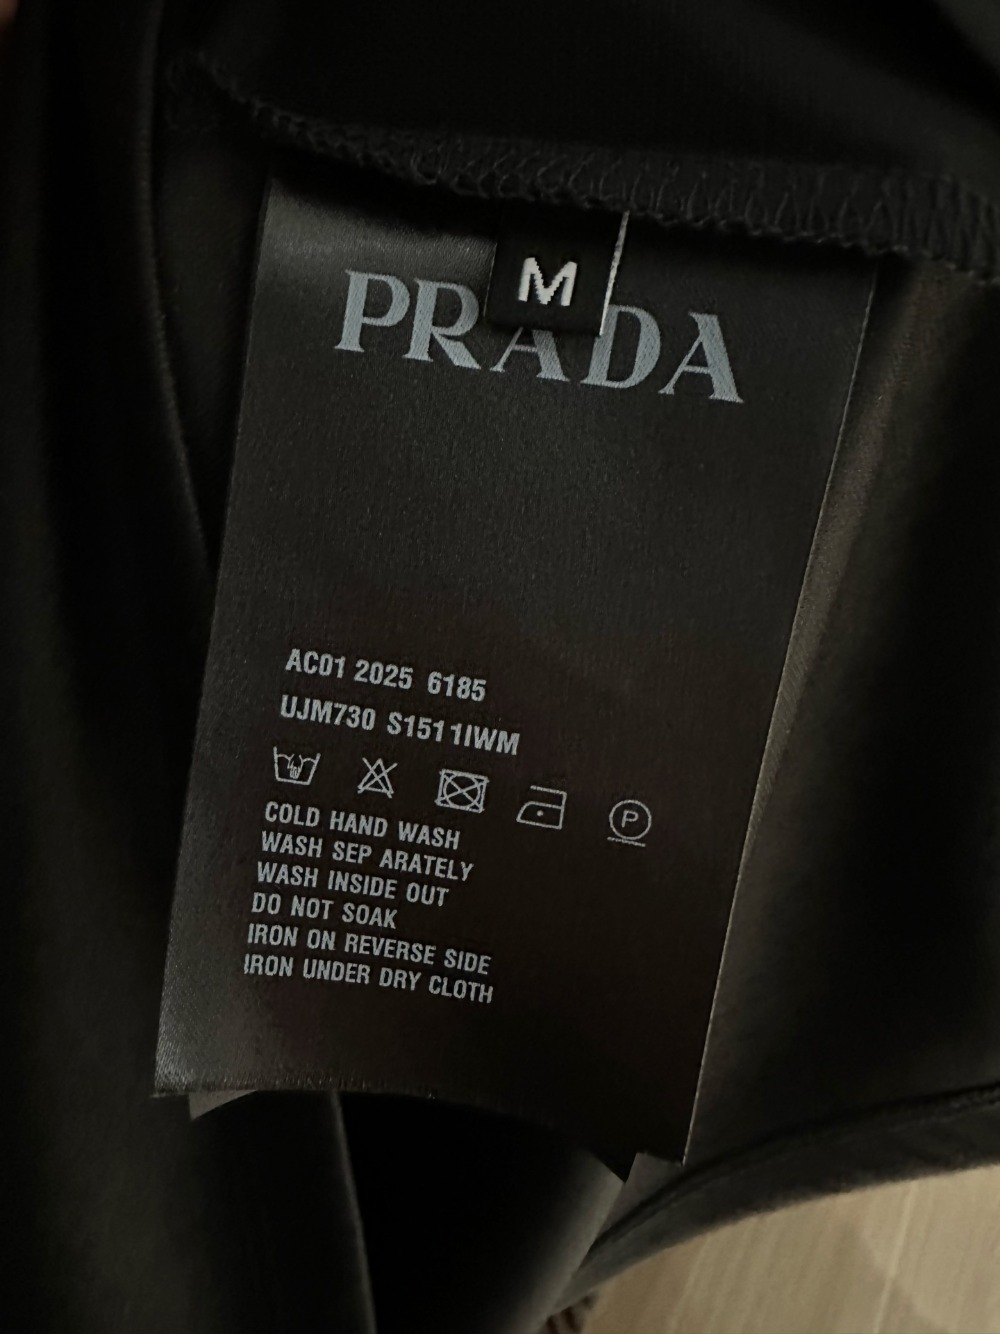 M
PRADA
AC01 2025 6185
UJM730 S1511IWM
P
COLD HAND WASH
WASH SEP ARATELY
WASH INSIDE OUT
DO NOT SOAK
IRON ON REVERSE SIDE
IRON UNDER DRY CLOTH